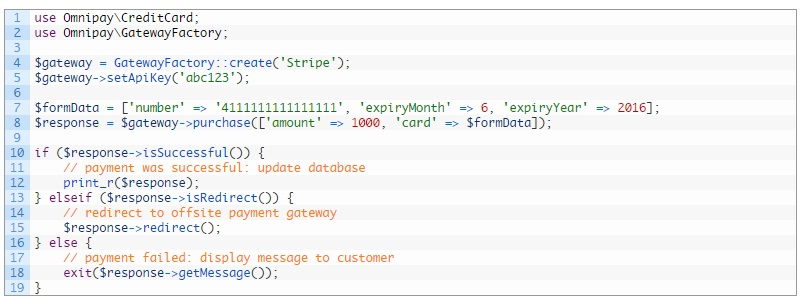 1 use Omnipay\CreditCard;
2 use Omnipay\GatewayFactory;
3
4 $gateway = GatewayFactory::create('Stripe');
5 $gateway->setApiKey('abc123');
6
7 $formData = ['number' => '4111111111111111', 'expiryMonth' => 6, 'expiryYear' => 2016];
8 $response = $gateway->purchase(['amount' => 1000, 'card' => $formData]);
9
10 if ($response->isSuccessful()) {
11     // payment was successful: update database
12     print_r($response);
13 } elseif ($response->isRedirect()) {
14     // redirect to offsite payment gateway
15     $response->redirect();
16 } else {
17     // payment failed: display message to customer
18     exit($response->getMessage());
19 }